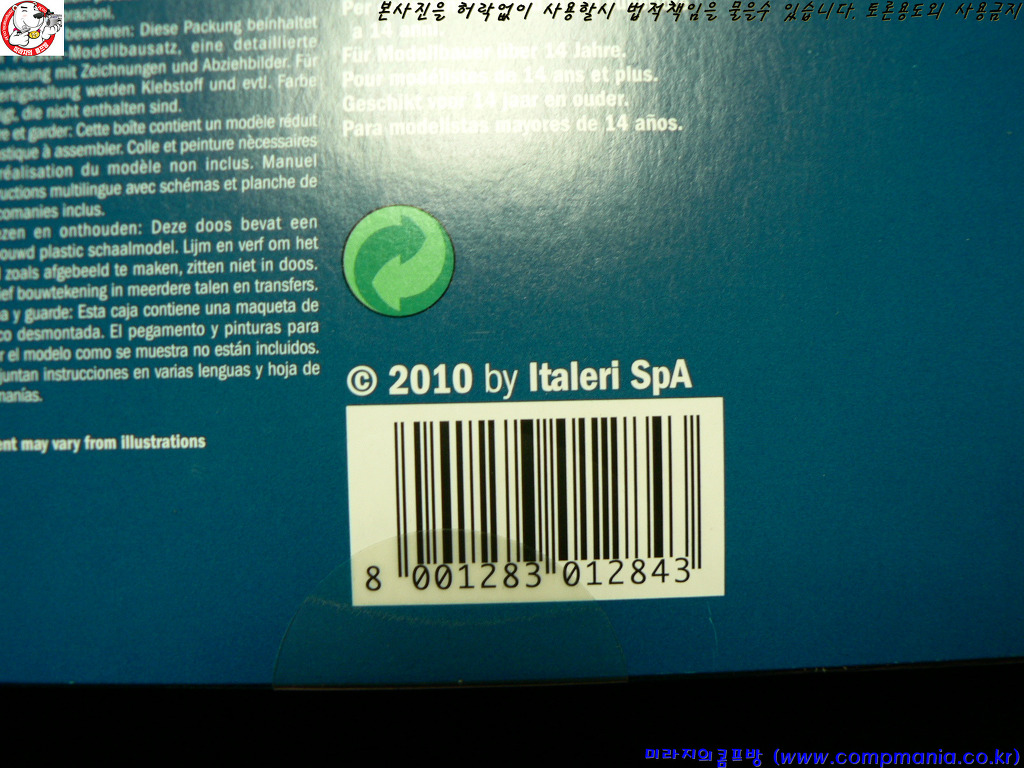 본사진을 허락없이 사용할시 법적책임을 물을수 있습니다. 토론용도외 사용금지
bewahren: Diese Packung beinhaltet
Modellbausatz, eine detaillierte
nleitung mit Zeichnungen und Abziehbilder. Für
ertigstellung werden Klebstoff und evtl. Farbe
gt, die nicht enthalten sind.
re et garder: Cette boîte contient un modèle réduit
stique à assembler. Colle et peinture nècessaires
réalisation du modèle non inclus. Manuel
ructions multilingue avec schémas et planche de
comanies inclus.
zen en onthouden: Deze doos bevat een
ouwd plastic schaalmodel. Lijm en verf om het
l zoals afgebeeld te maken, zitten niet in doos.
ief bouwtekening in meerdere talen en transfers.
a y guarde: Esta caja contiene una maqueta de
co desmontada. El pegamento y pinturas para
r el modelo como se muestra no están incluidos.
juntan instrucciones en varias lenguas y hoja de
manías.
ent may vary from illustrations
Per
a 14 anni.
Für Modellbauer über 14 Jahre.
Pour modelistes de 14 ans et plus.
Geschikt voor 14 jaar en ouder.
Para modelistas mayores de 14 años.
© 2010 by Italeri SpA
8 001283 012843
미라지의 콤프방 (www.compmania.co.kr)